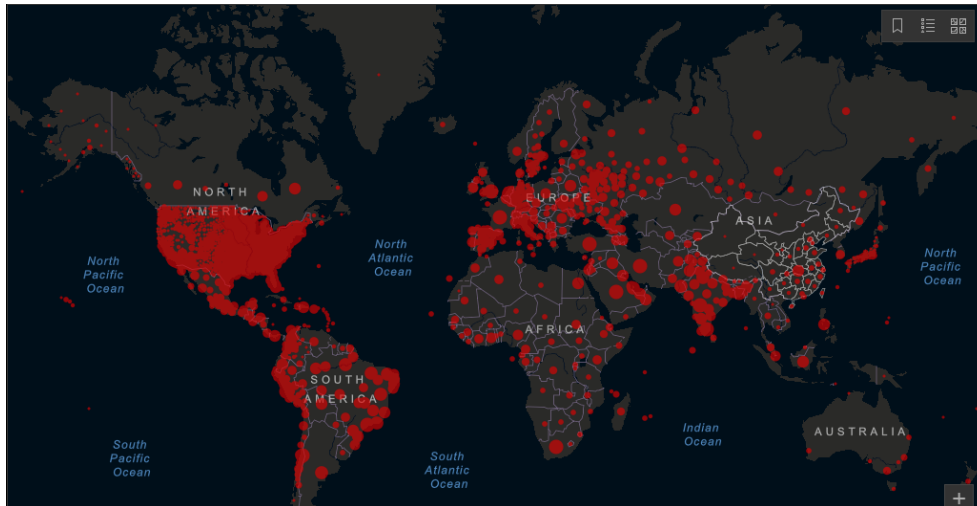 NORTH
AMERICA
EUROPE
ASIA
North
Atlantic
Ocean
North
Pacific
Ocean
North
Pacific
Ocean
AFRICA
SOUTH
AMERICA
Indian
Ocean
AUSTRALIA
South
Pacific
Ocean
South
Atlantic
Ocean
+